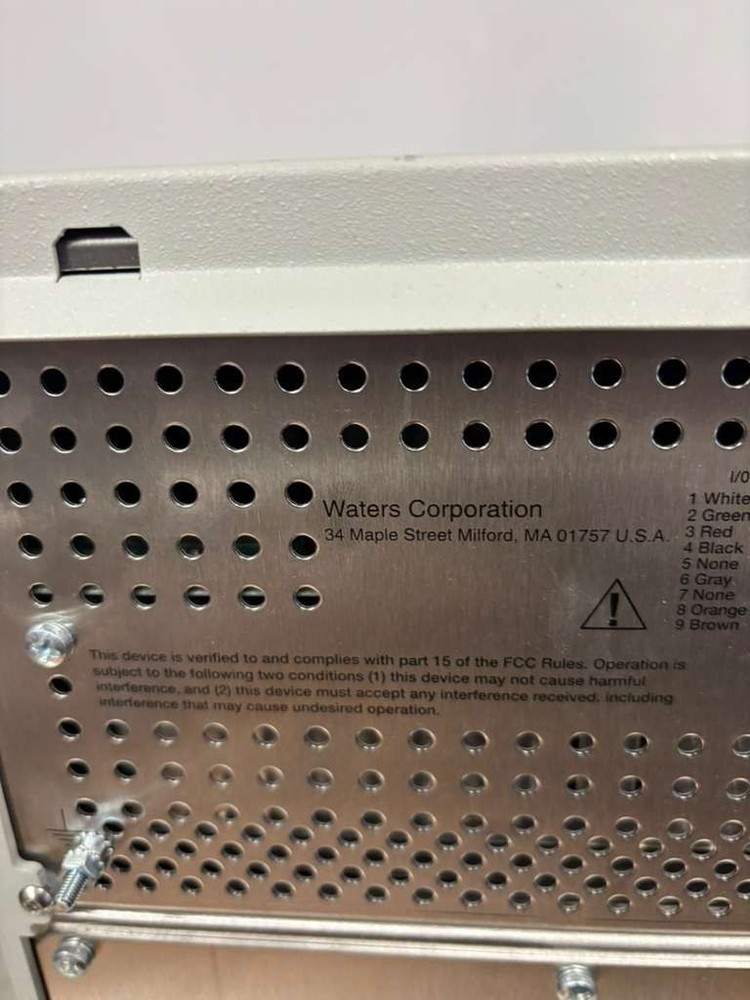 Waters Corporation
34 Maple Street Milford, MA 01757 U.S.A.
I/0
1 White
2 Green
3 Red
4 Black
5 None
6 Gray
7 None
8 Orange
9 Brown
This device is verified to and complies with part 15 of the FCC Rules. Operation is
subject to the following two conditions (1) this device may not cause harmful
interference, and (2) this device must accept any interference received, including
interference that may cause undesired operation.